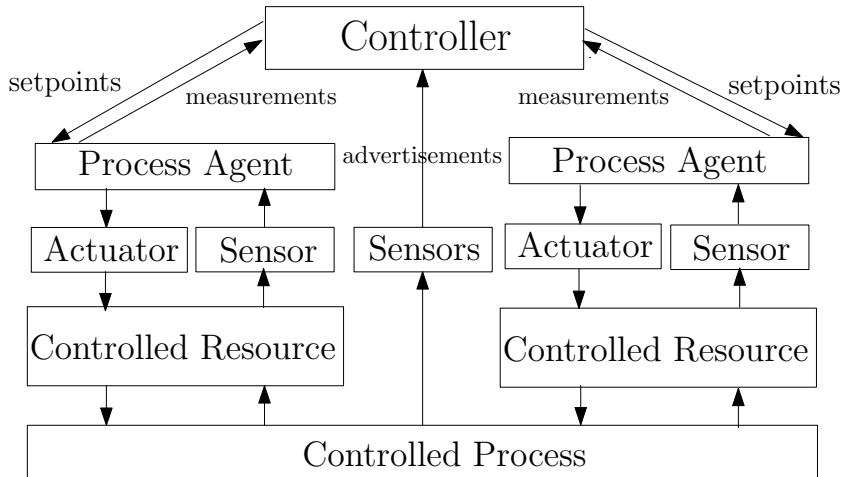 Controller
setpoints
measurements
measurements
setpoints
Process Agent
advertisements
Process Agent
Actuator
Sensor
Sensors
Actuator
Sensor
Controlled Resource
Controlled Resource
Controlled Process